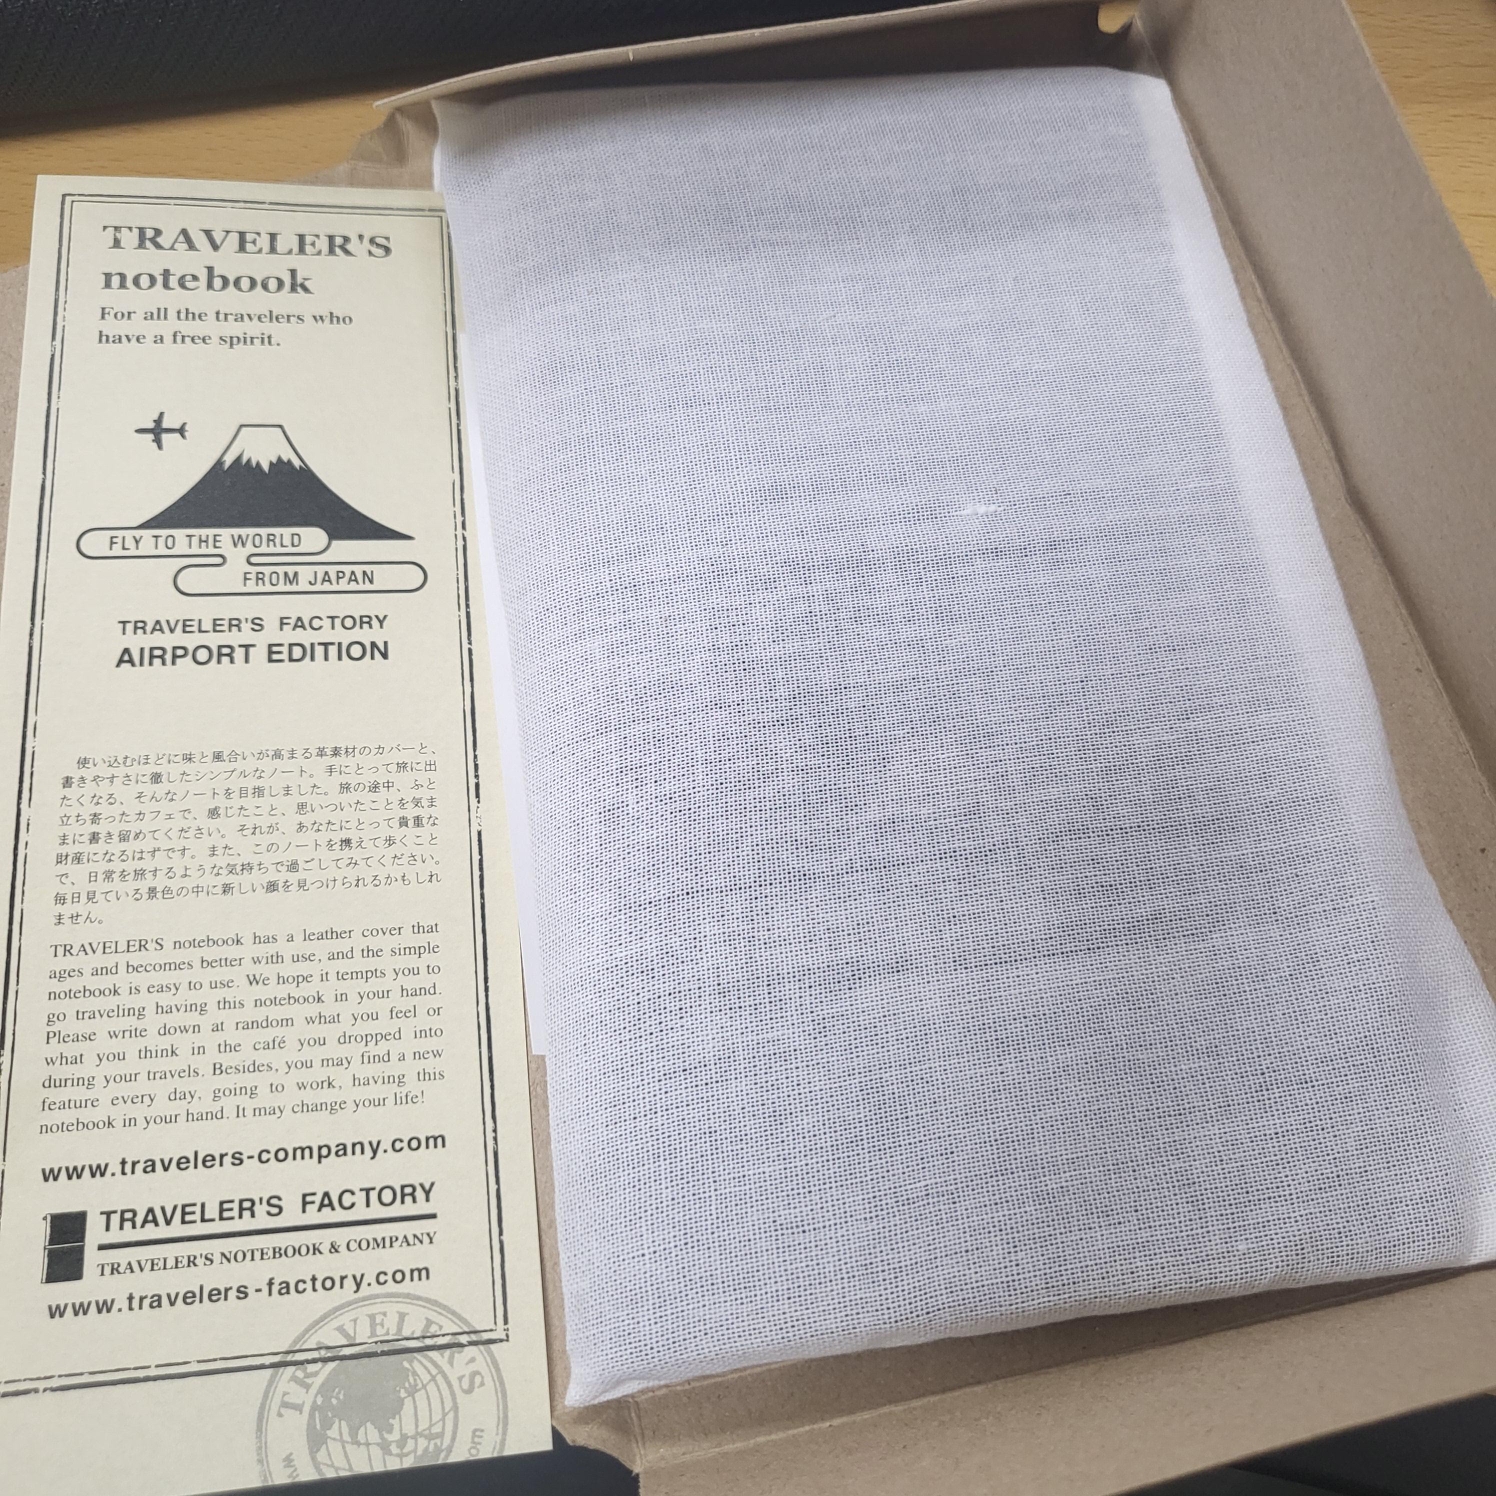 TRAVELER'S
notebook
For all the travelers who
have a free spirit.
FLY TO THE WORLD
FROM JAPAN
TRAVELER'S FACTORY
AIRPORT EDITION
使い込むほどに味と風合いが高まる革素材のカバーと、
書きやすさに徹したシンプルなノート。手にとって旅に出
たくなる、そんなノートを目指しました。旅の途中、ふと
立ち寄ったカフェで、感じたこと、思いついたことを気ま
まに書き留めてください。それが、あなたにとって貴重な
財産になるはずです。また、このノートを携えて歩くこと
で、日常を旅するような気持ちで過ごしてみてください。
毎日見ている景色の中に新しい顔を見つけられるかもしれ
ません。
TRAVELER'S notebook has a leather cover that
ages and becomes better with use, and the simple
notebook is easy to use. We hope it tempts you to
go traveling having this notebook in your hand.
Please write down at random what you feel or
what you think in the café you dropped into
during your travels. Besides, you may find a new
feature every day, going to work, having this
notebook in your hand. It may change your life!
www.travelers-company.com
TRAVELER'S FACTORY
TRAVELER'S NOTEBOOK & COMPANY
www.travelers-factory.com
TRAVELER'S